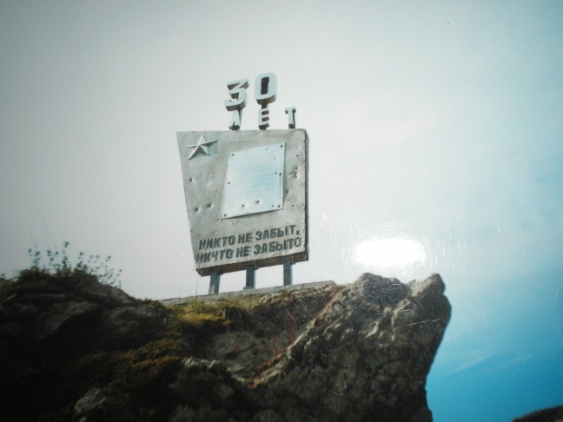 30
ЛЕТ
НИКТО НЕ ЗАБЫТ,
НИЧТО НЕ ЗАБЫТО